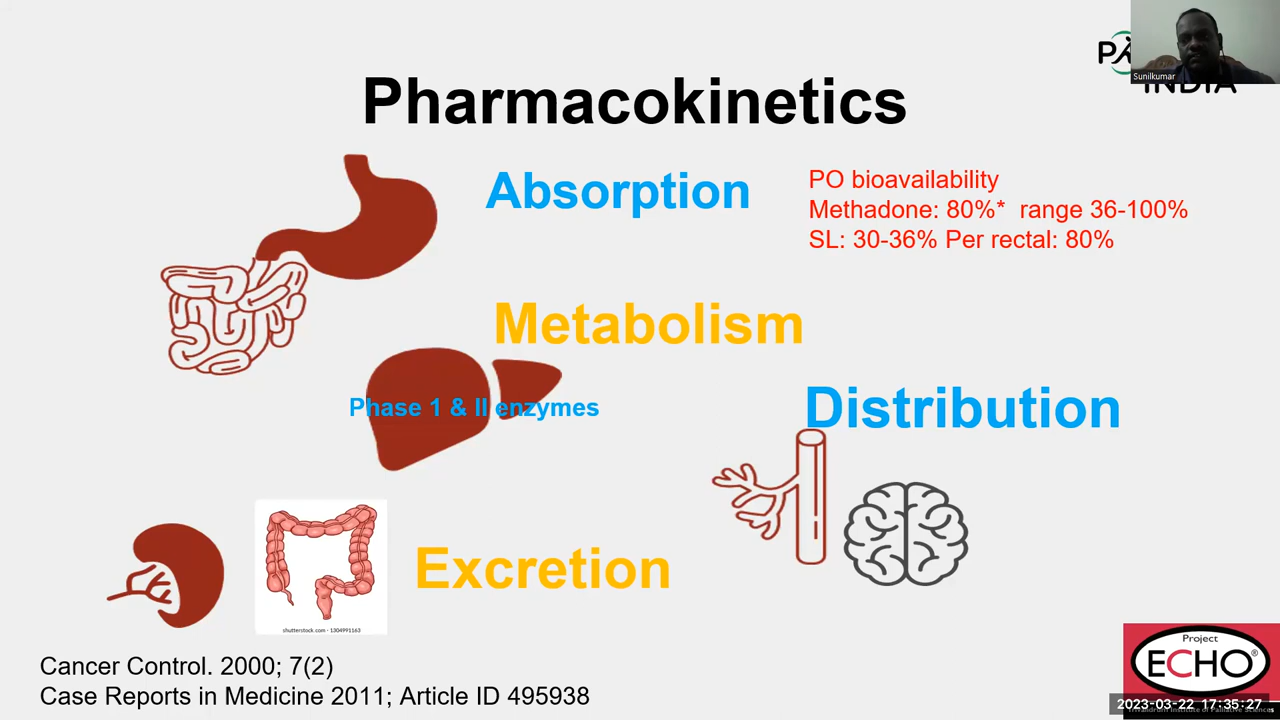 Pharmacokinetics
Sunilkumar
INDIA
Absorption
PO bioavailability
Methadone: 80%* range 36-100%
SL: 30-36% Per rectal: 80%
Metabolism
Phase 1 & II enzymes
Distribution
Excretion
shutterstock.com · 1304991163
Cancer Control. 2000; 7(2)
Case Reports in Medicine 2011; Article ID 495938
Project
ECHO®
2023-03-22 17:35:27